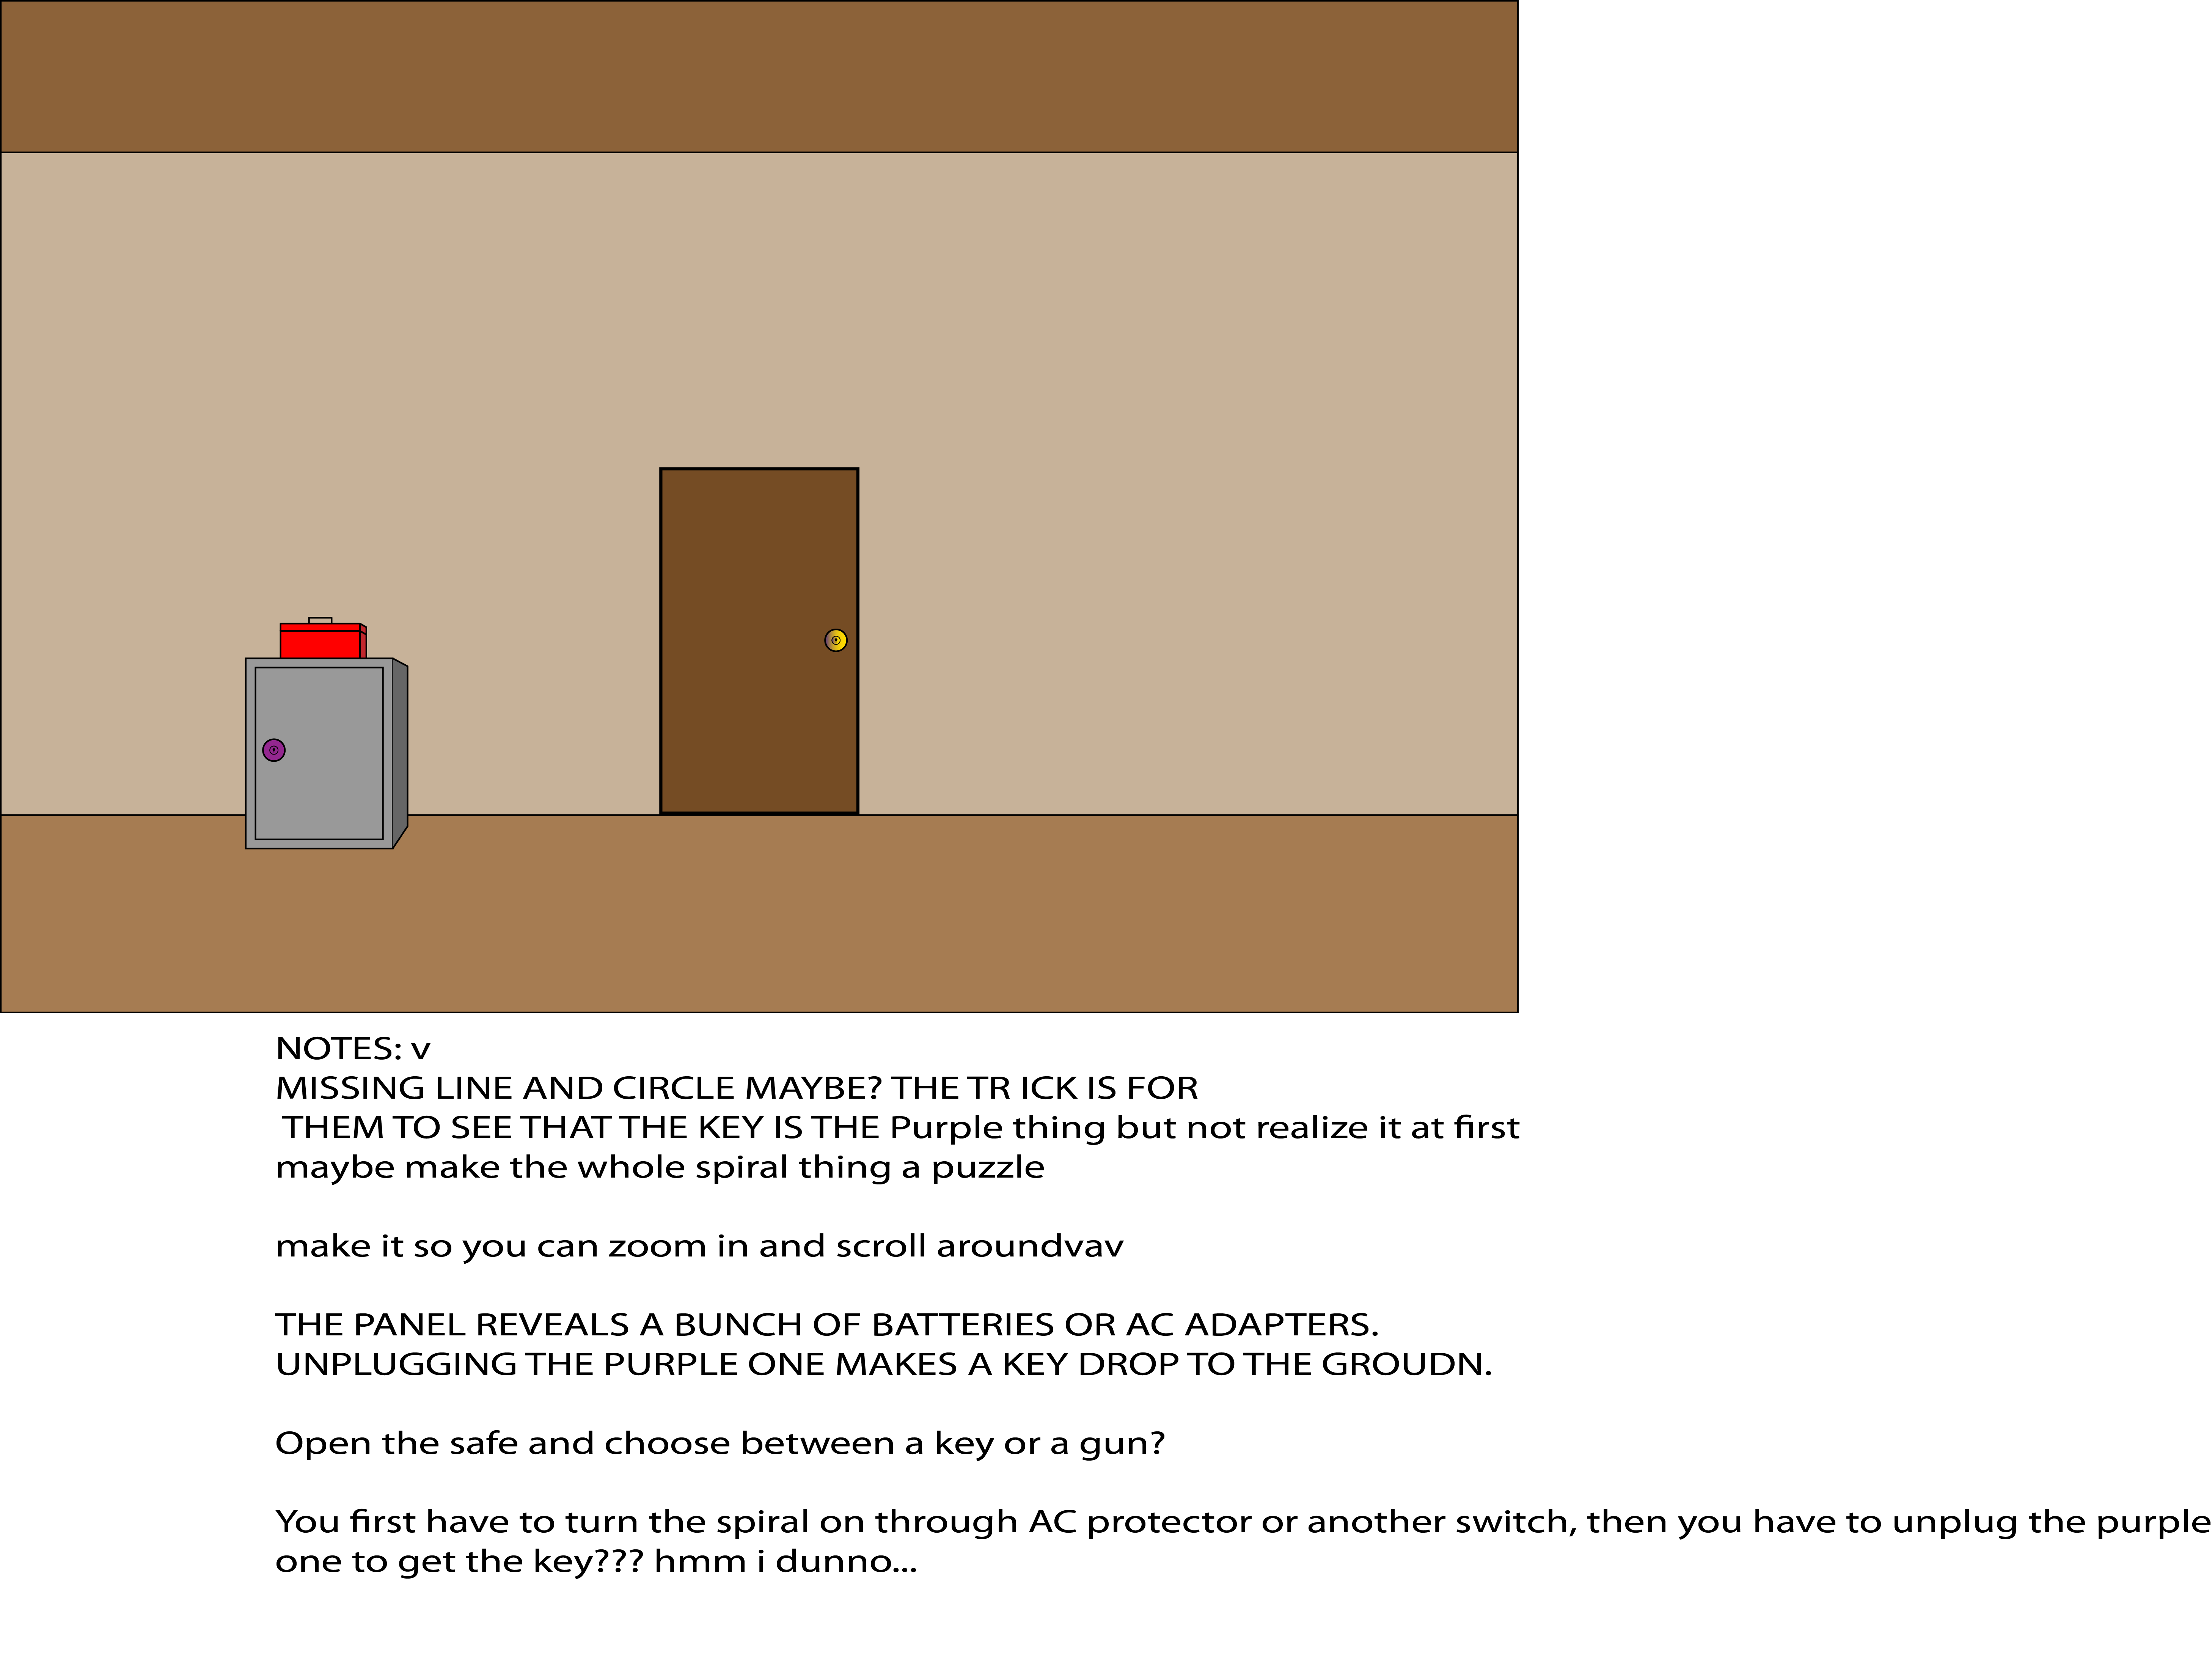 NOTES: v
MISSING LINE AND CIRCLE MAYBE? THE TR ICK IS FOR
THEM TO SEE THAT THE KEY IS THE Purple thing but not realize it at first
maybe make the whole spiral thing a puzzle
make it so you can zoom in and scroll aroundvav
THE PANEL REVEALS A BUNCH OF BATTERIES OR AC ADAPTERS.
UNPLUGGING THE PURPLE ONE MAKES A KEY DROP TO THE GROUDN.
Open the safe and choose between a key or a gun?
You first have to turn the spiral on through AC protector or another switch, then you have to unplug the purple
one to get the key??? hmm i dunno...